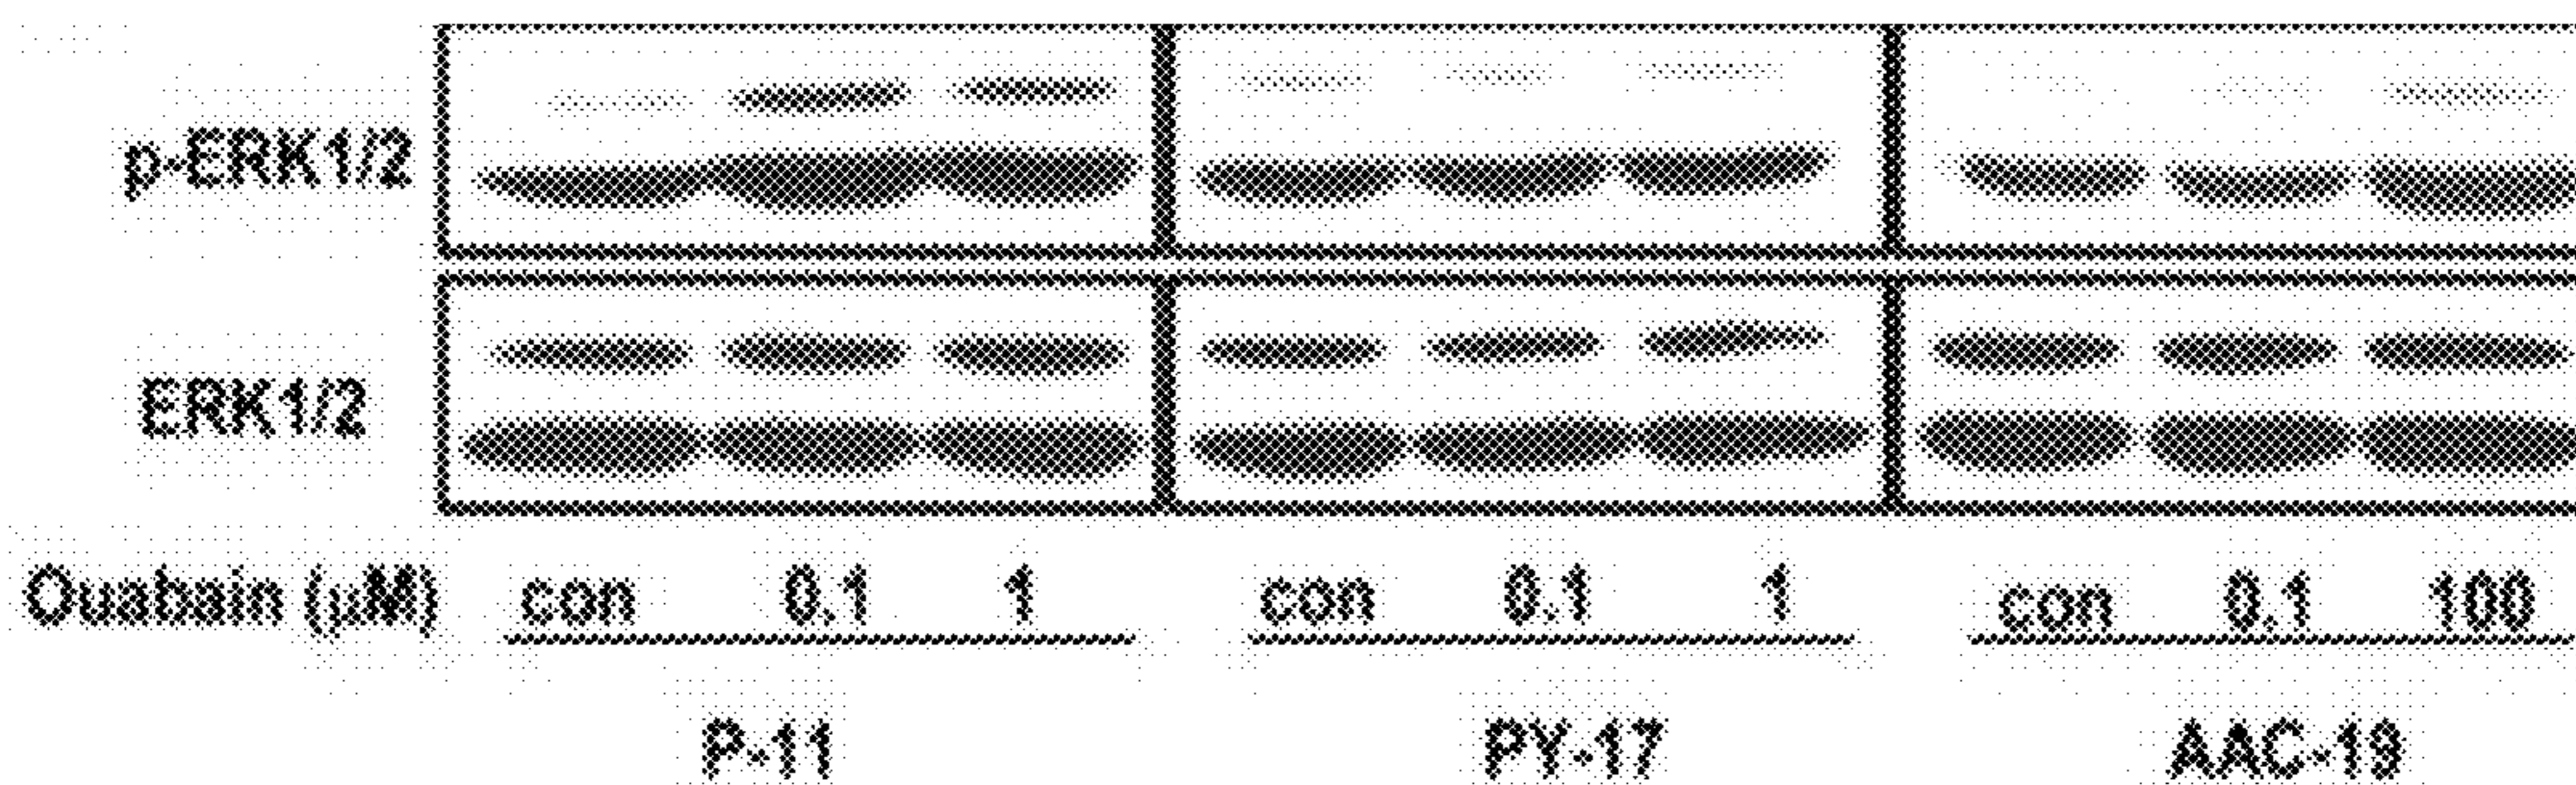 p-ERK1/2
ERK1/2
Ouabain (µM) con 0.1 1 con 0.1 1 con 0.1 100
P-11 PY-17 AAC-19